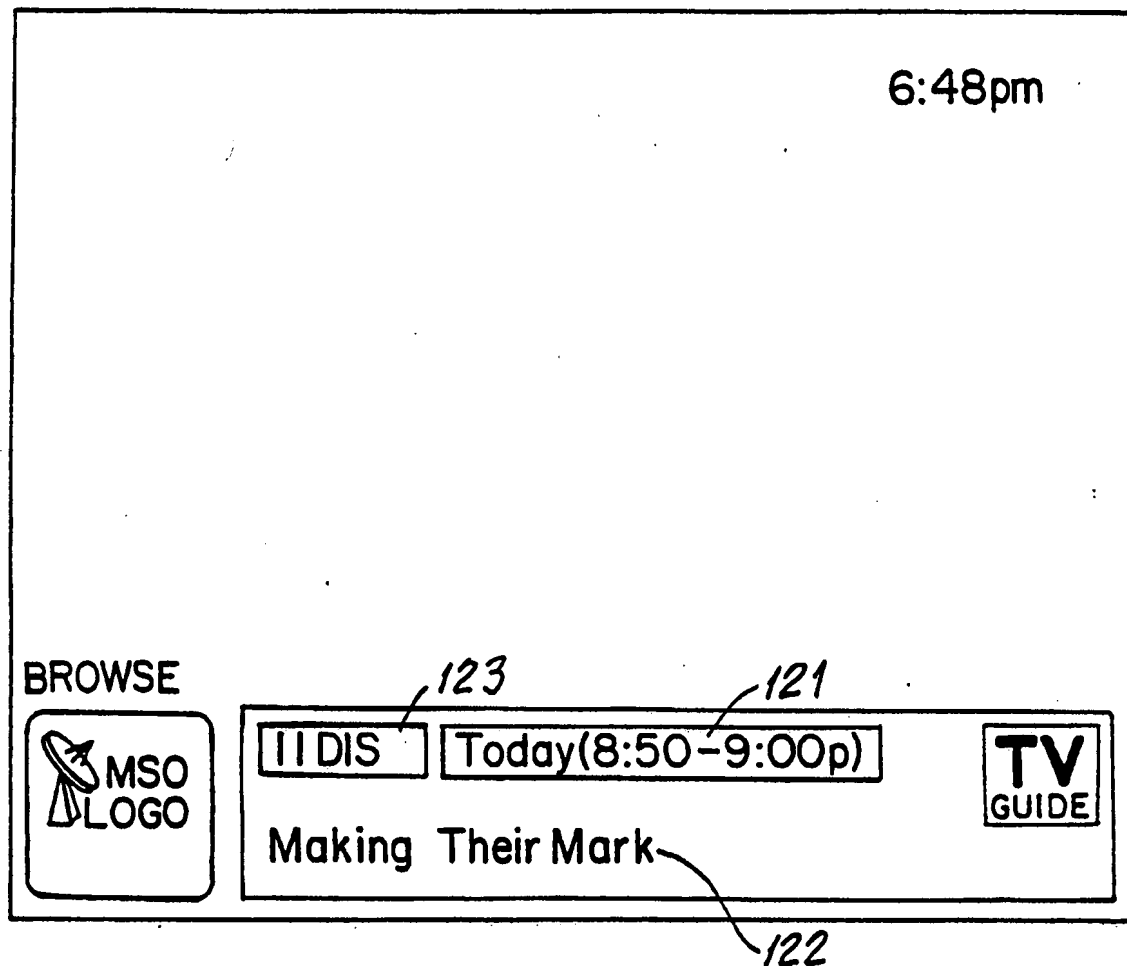 6:48pm
BROWSE
123
121
MSO
LOGO
11 DIS
Today(8:50-9:00p)
TV
GUIDE
Making Their Mark
122